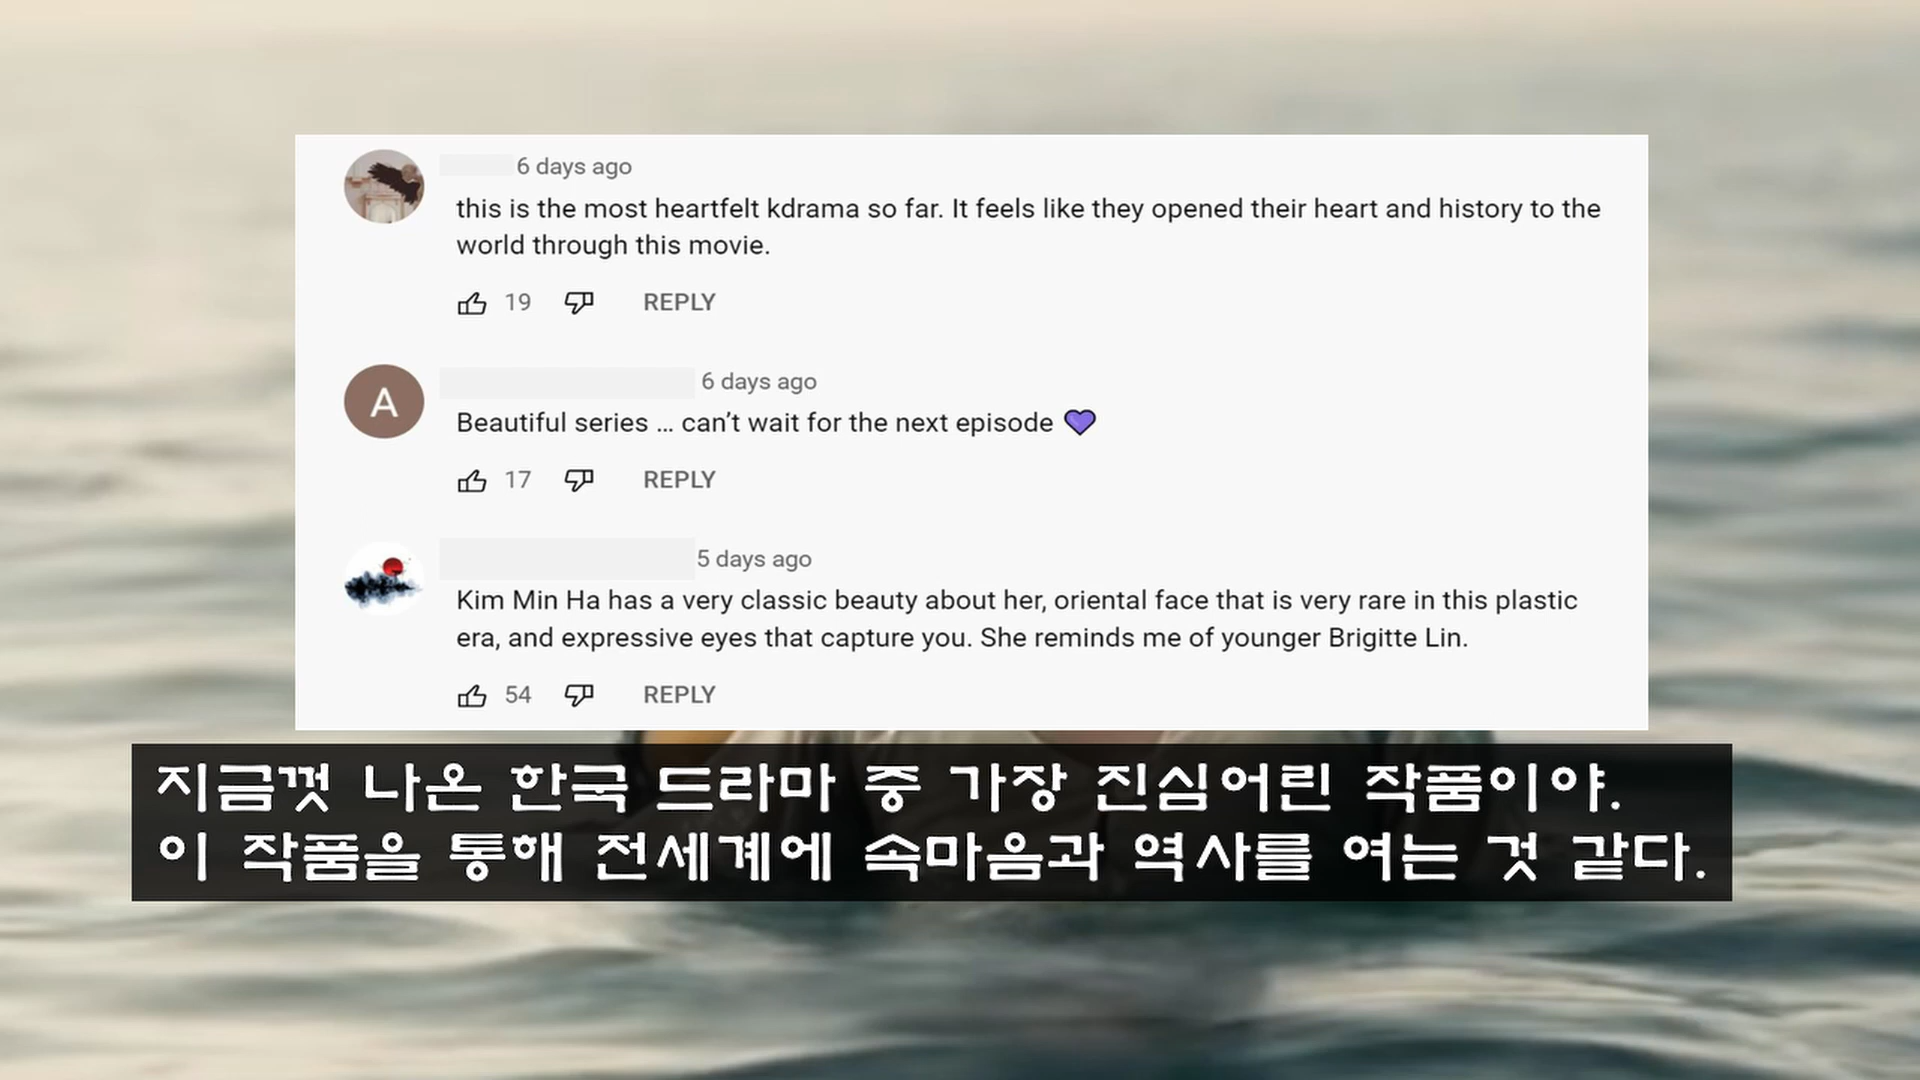 6 days ago
this is the most heartfelt kdrama so far. It feels like they opened their heart and history to the
world through this movie.
19 REPLY
A
6 days ago
Beautiful series ... can’t wait for the next episode 💜
17 REPLY
5 days ago
Kim Min Ha has a very classic beauty about her, oriental face that is very rare in this plastic
era, and expressive eyes that capture you. She reminds me of younger Brigitte Lin.
54 REPLY
지금껏 나온 한국 드라마 중 가장 진심어린 작품이야.
이 작품을 통해 전세계에 속마음과 역사를 여는 것 같다.